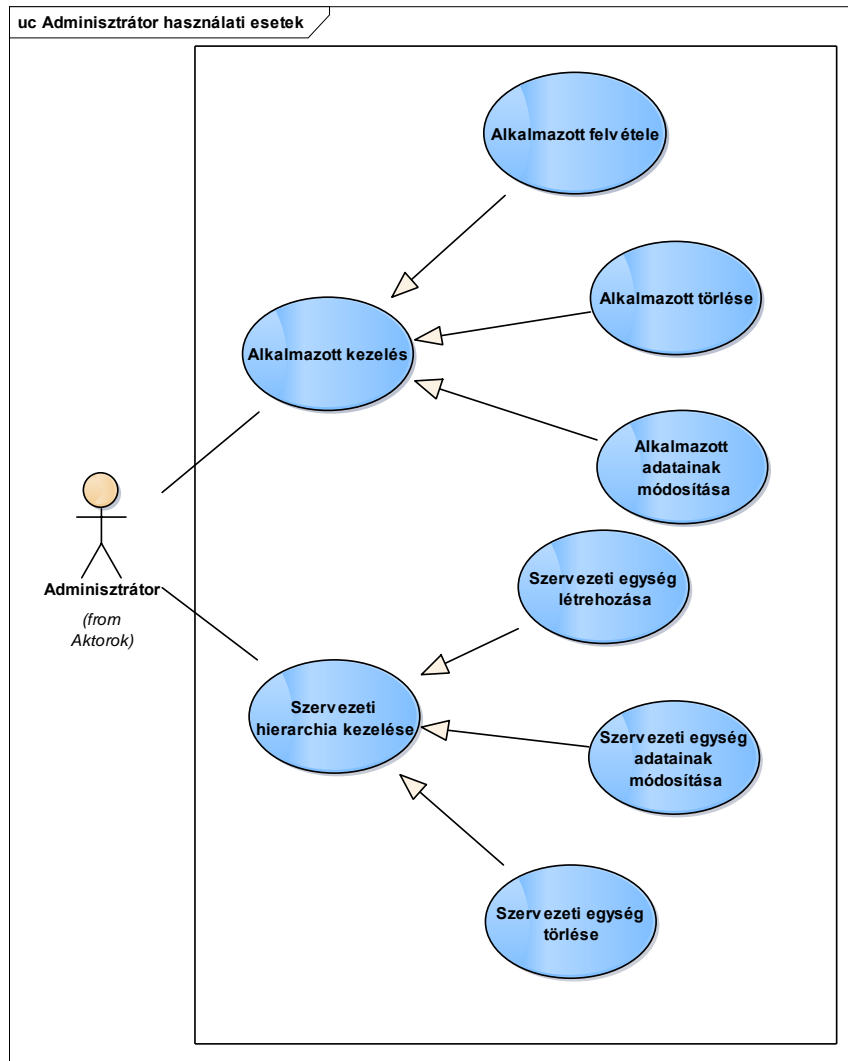 uc Adminisztrátor használati esetek
Alkalmazott felvétele
Alkalmazott törlése
Alkalmazott kezelés
Alkalmazott
adatainak
módosítása
Adminisztrátor
(from
Aktorok)
Szervezeti egység
létrehozása
Szervezeti
hierarchia kezelése
Szervezeti egység
adatainak
módosítása
Szervezeti egység
törlése